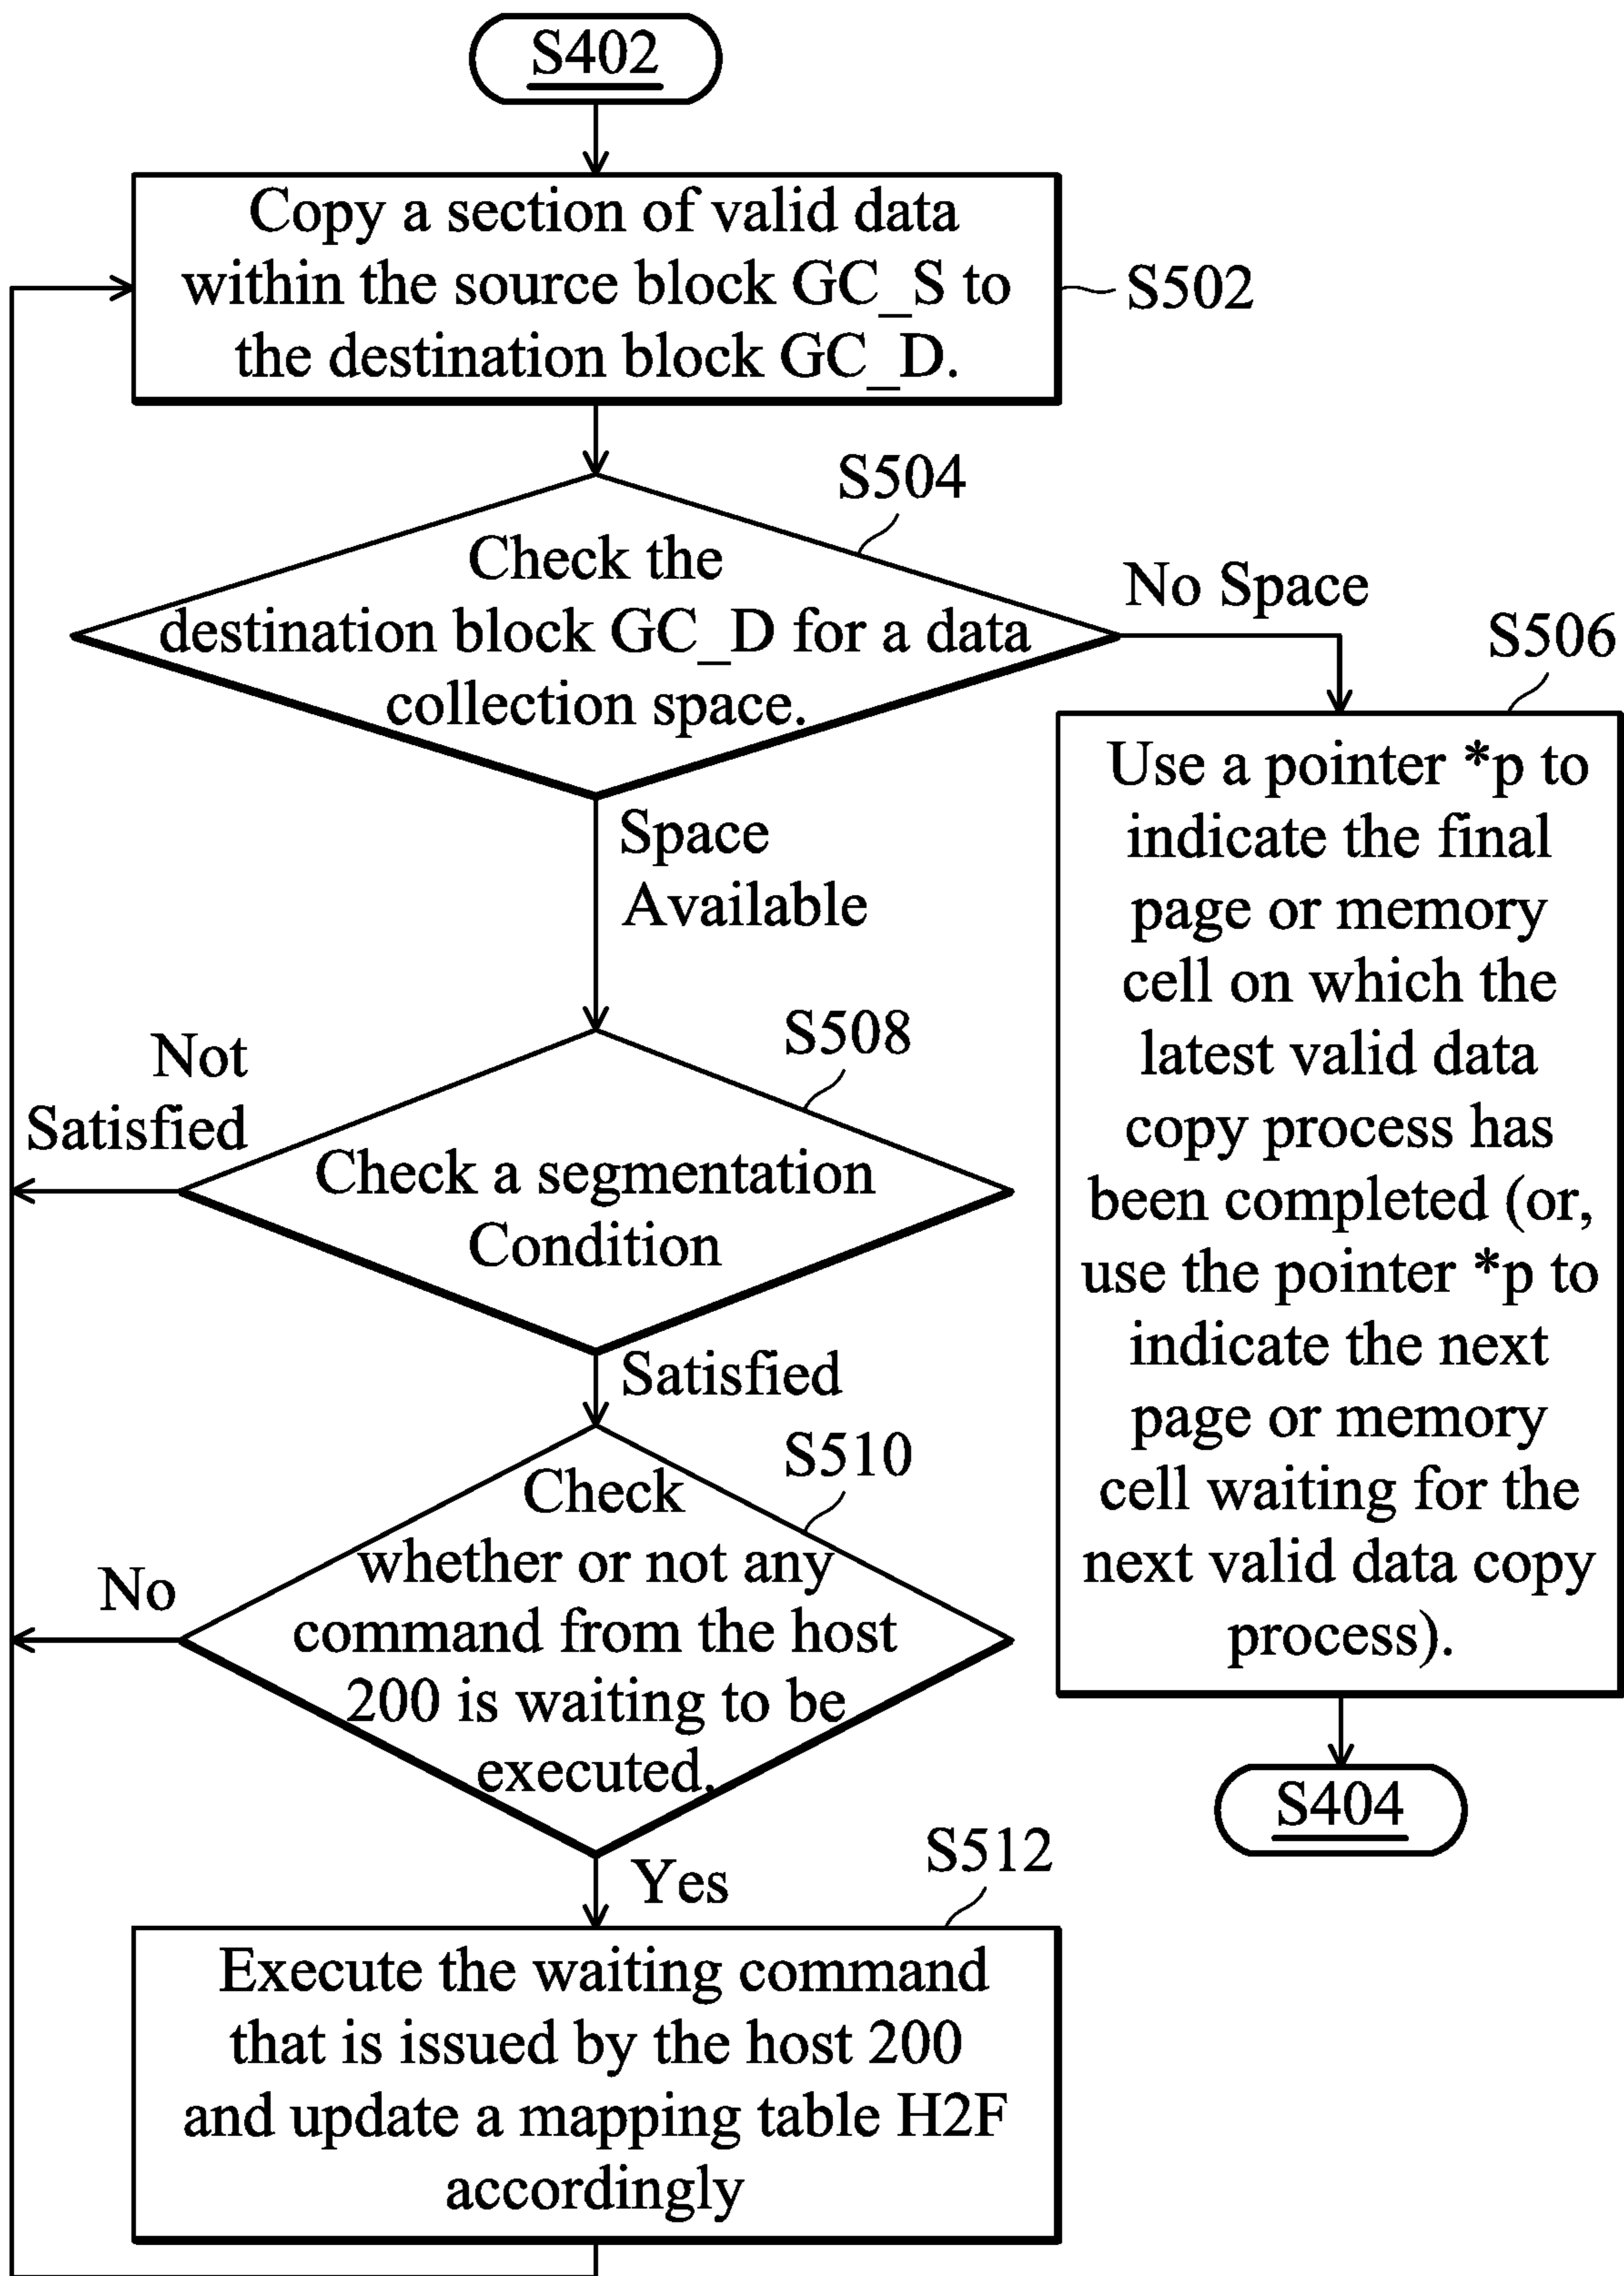 S402
Copy a section of valid data
within the source block GC_S to
the destination block GC_D.
S502
S504
Check the
destination block GC_D for a data
collection space.
No Space
S506
Use a pointer *p to
indicate the final
page or memory
cell on which the
latest valid data
copy process has
been completed (or,
use the pointer *p to
indicate the next
page or memory
cell waiting for the
next valid data copy
process).
S404
Space
Available
S508
Not
Satisfied
Check a segmentation
Condition
Satisfied
S510
Check
whether or not any
command from the host
200 is waiting to be
executed.
No
Yes
S512
Execute the waiting command
that is issued by the host 200
and update a mapping table H2F
accordingly